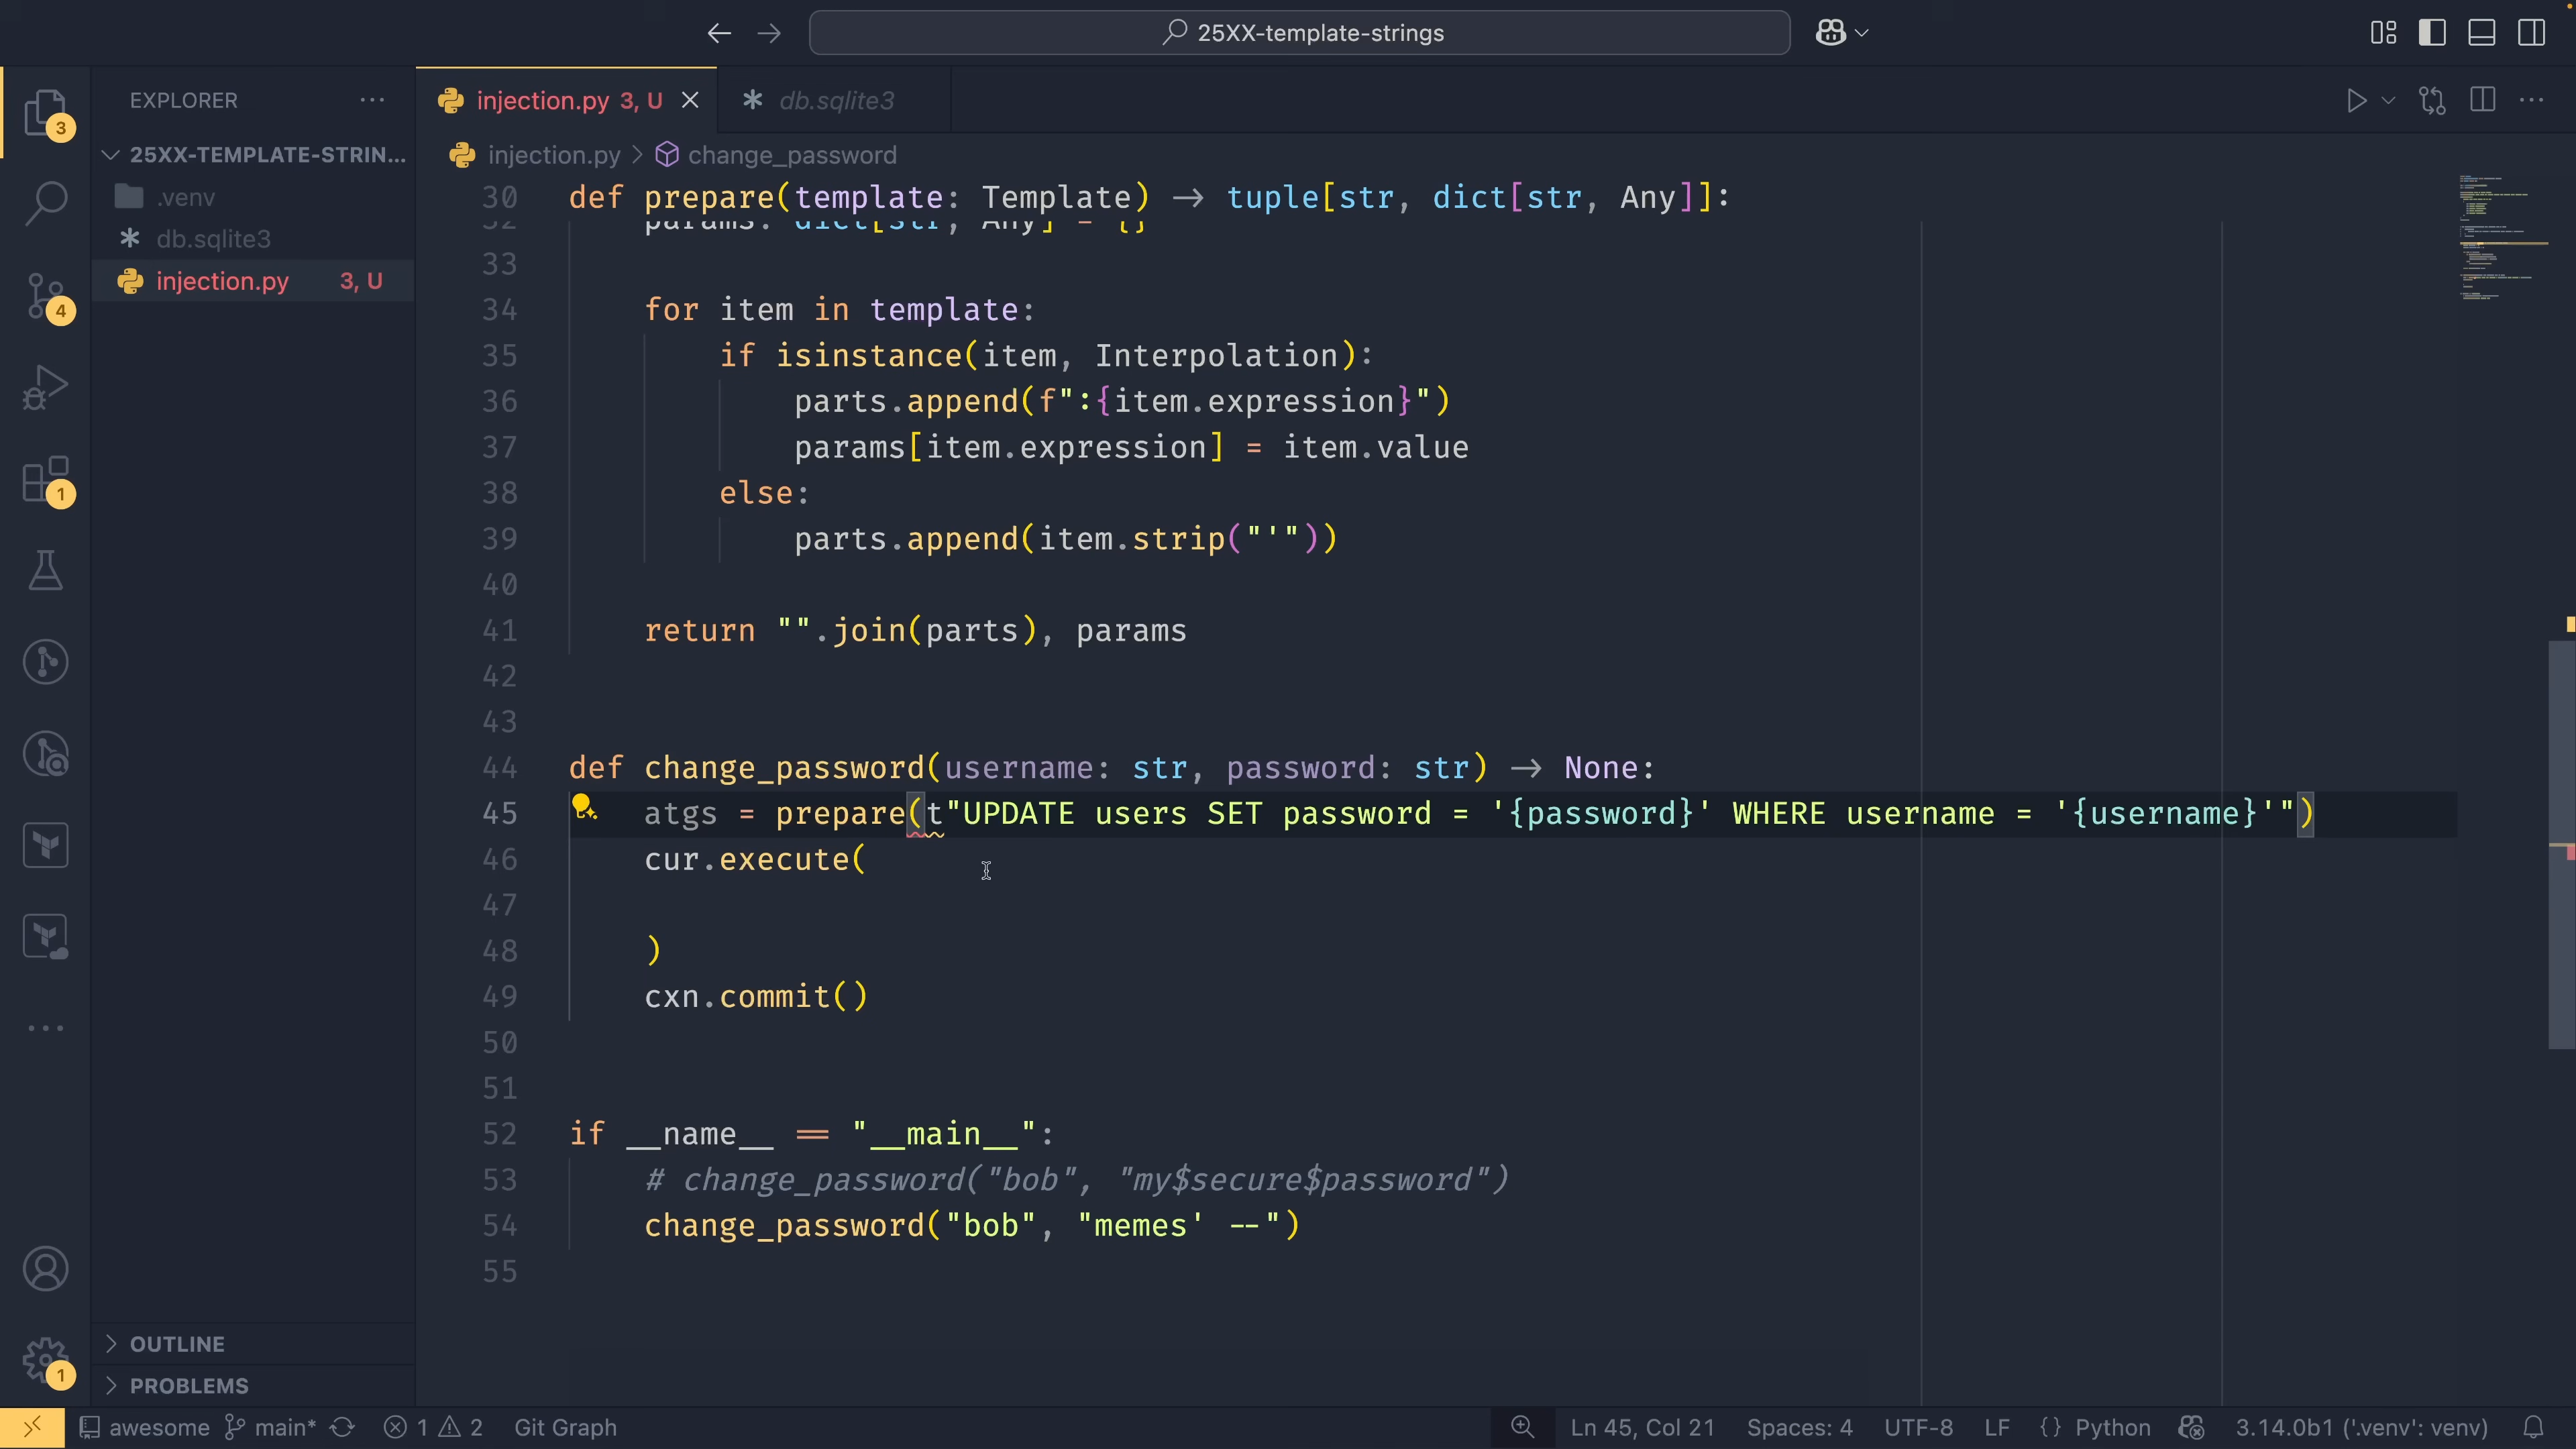 25XX-template-strings
EXPLORER
3
25XX-TEMPLATE-STRIN...
.venv
db.sqlite3
injection.py 3, U
4
1
OUTLINE
PROBLEMS
1
injection.py 3, U
db.sqlite3
injection.py > change_password
30 def prepare(template: Template) → tuple[str, dict[str, Any]]:
32 params: dict[str, Any] = {}
33
34 for item in template:
35 if isinstance(item, Interpolation):
36 parts.append(f":{item.expression}")
37 params[item.expression] = item.value
38 else:
39 parts.append(item.strip("'"))
40
41 return "".join(parts), params
42
43
44 def change_password(username: str, password: str) → None:
45 atgs = prepare(t"UPDATE users SET password = '{password}' WHERE username = '{username}'")
46 cur.execute(
47
48 )
49 cxn.commit()
50
51
52 if __name__ == "__main__":
53 # change_password("bob", "my$secure$password")
54 change_password("bob", "memes' --")
55
awesome main* 1 2 Git Graph Ln 45, Col 21 Spaces: 4 UTF-8 LF {} Python 3.14.0b1 ('.venv': venv)